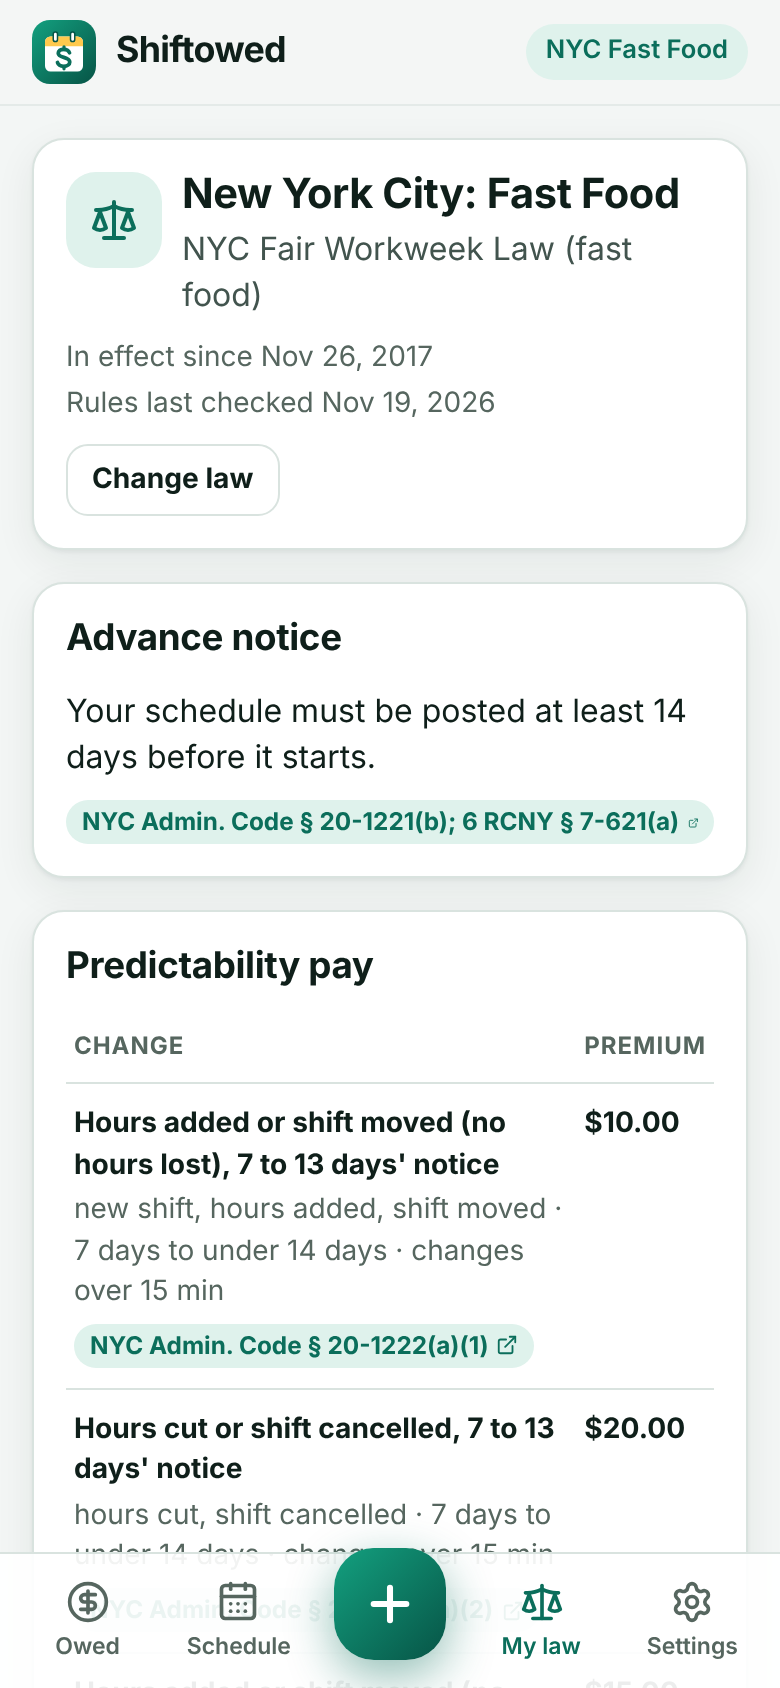 Shiftowed
NYC Fast Food
New York City: Fast Food
NYC Fair Workweek Law (fast
food)
In effect since Nov 26, 2017
Rules last checked Nov 19, 2026
Change law
Advance notice
Your schedule must be posted at least 14
days before it starts.
NYC Admin. Code § 20-1221(b); 6 RCNY § 7-621(a)
Predictability pay
CHANGE
PREMIUM
Hours added or shift moved (no
hours lost), 7 to 13 days' notice
$10.00
new shift, hours added, shift moved ·
7 days to under 14 days · changes
over 15 min
NYC Admin. Code § 20-1222(a)(1)
Hours cut or shift cancelled, 7 to 13
days' notice
$20.00
hours cut, shift cancelled · 7 days to
under 14 days · over 15 min
Owed
Schedule
My law
Settings